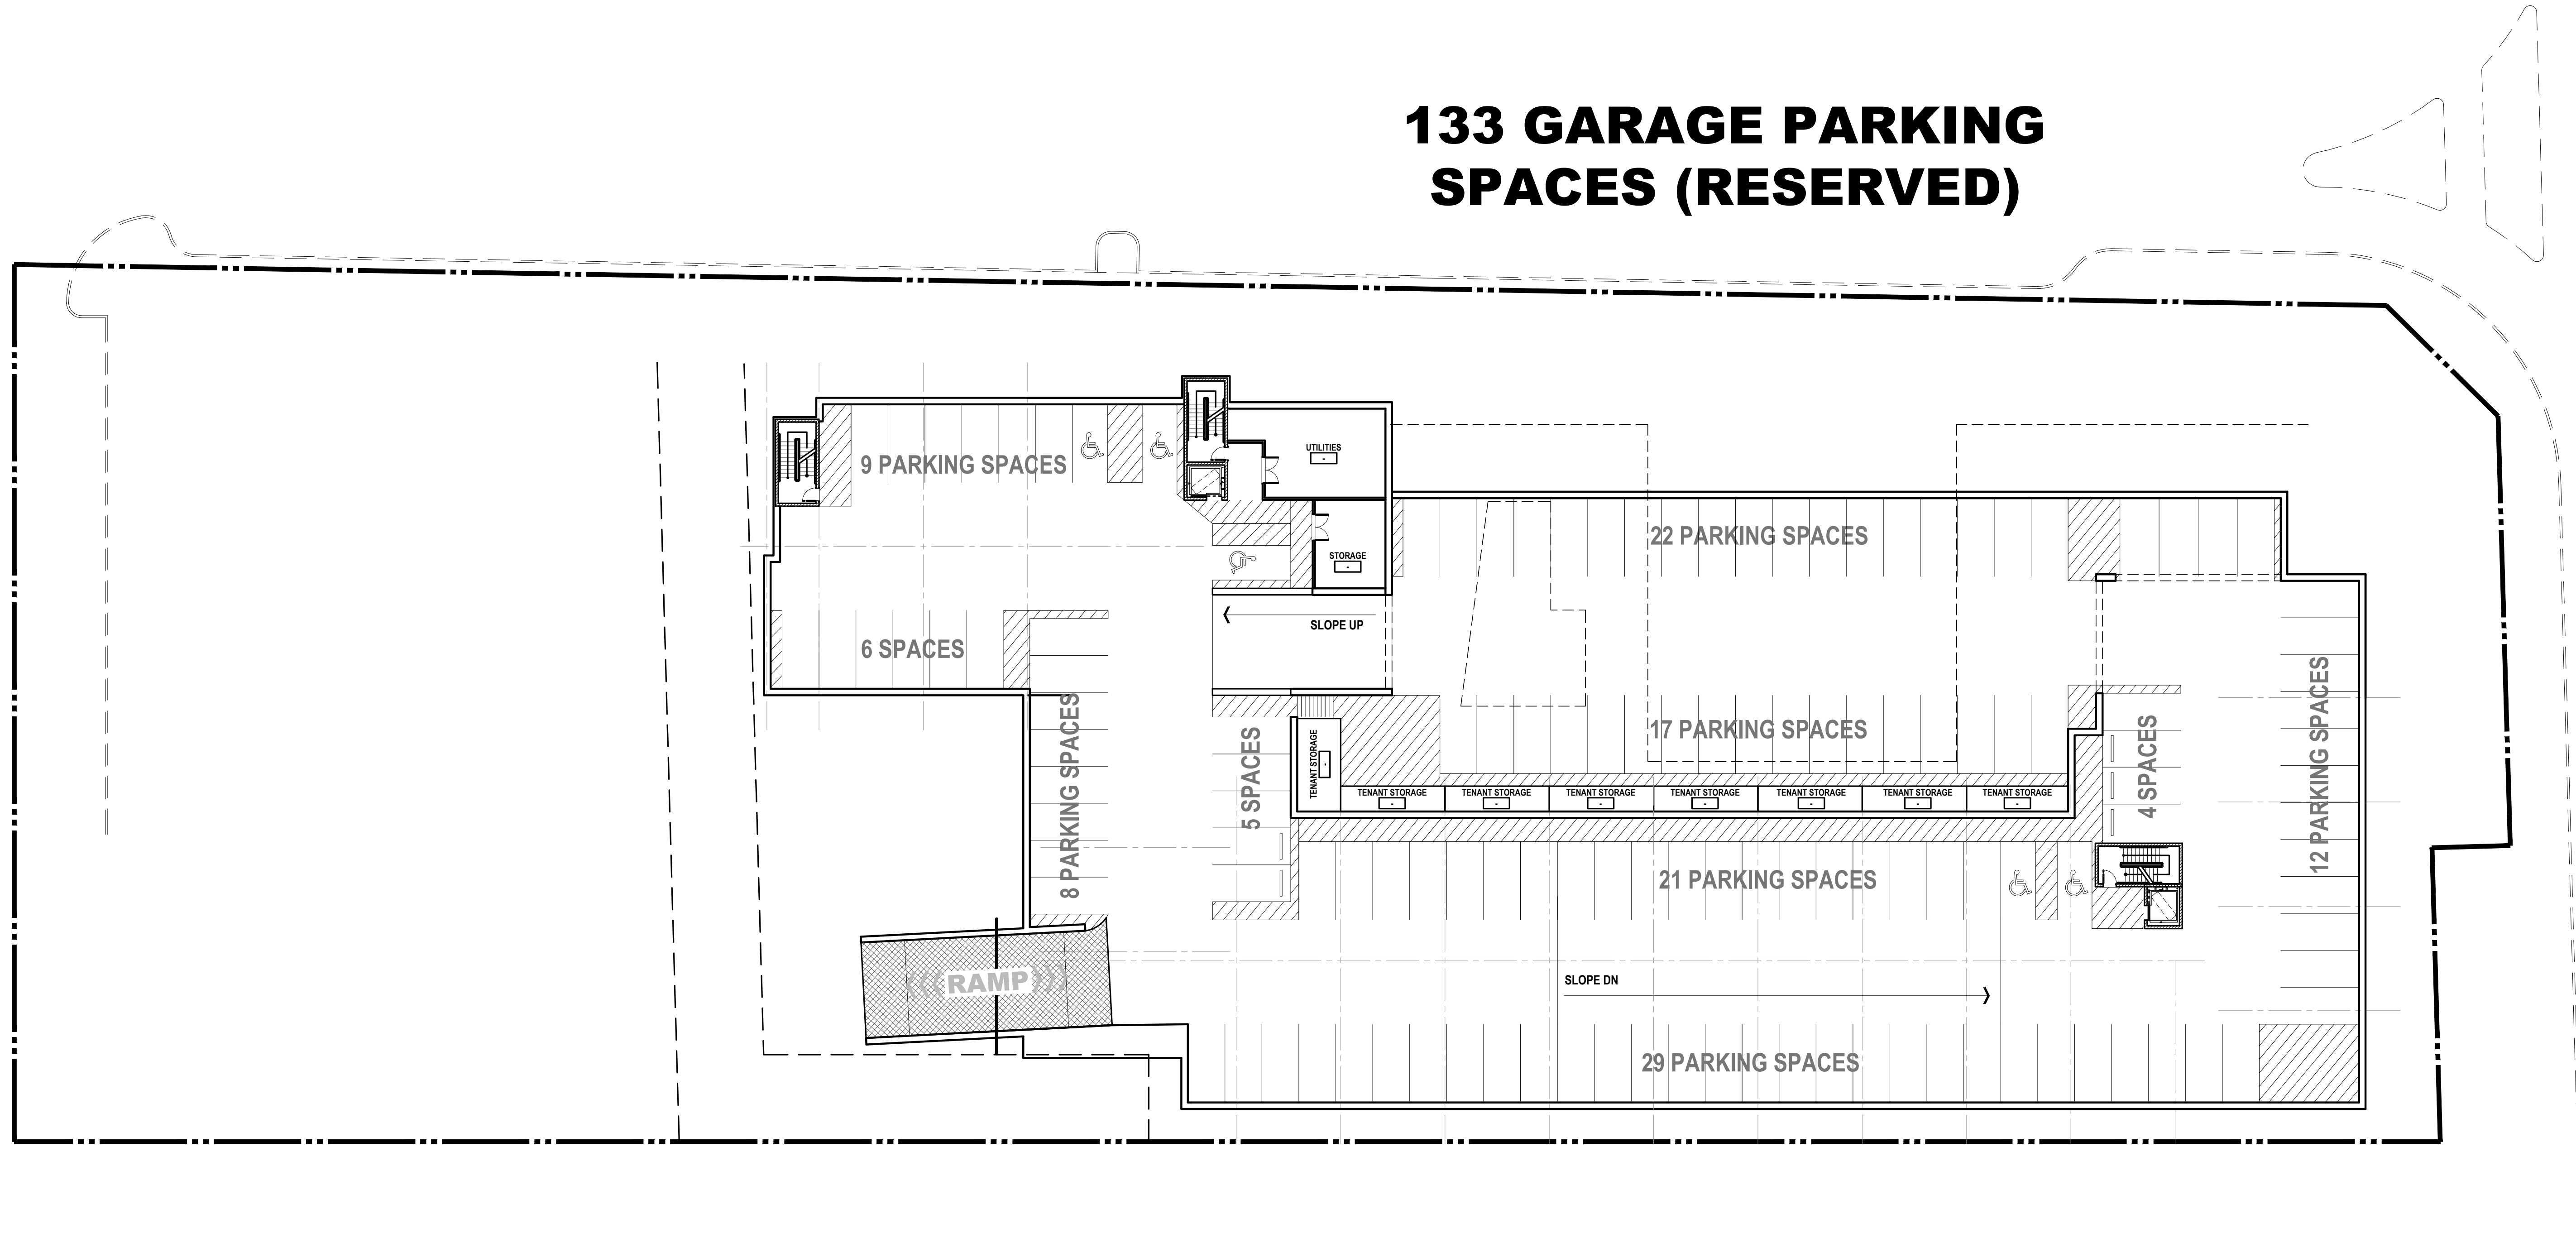 133 GARAGE PARKING
SPACES (RESERVED)
UTILITIES
9 PARKING SPACES
22 PARKING SPACES
STORAGE
SLOPE UP
6 SPACES
8 PARKING SPACES
5 SPACES
TENANT STORAGE
17 PARKING SPACES
4 SPACES
12 PARKING SPACES
TENANT STORAGE
TENANT STORAGE
TENANT STORAGE
TENANT STORAGE
TENANT STORAGE
TENANT STORAGE
TENANT STORAGE
21 PARKING SPACES
RAMP
SLOPE DN
29 PARKING SPACES